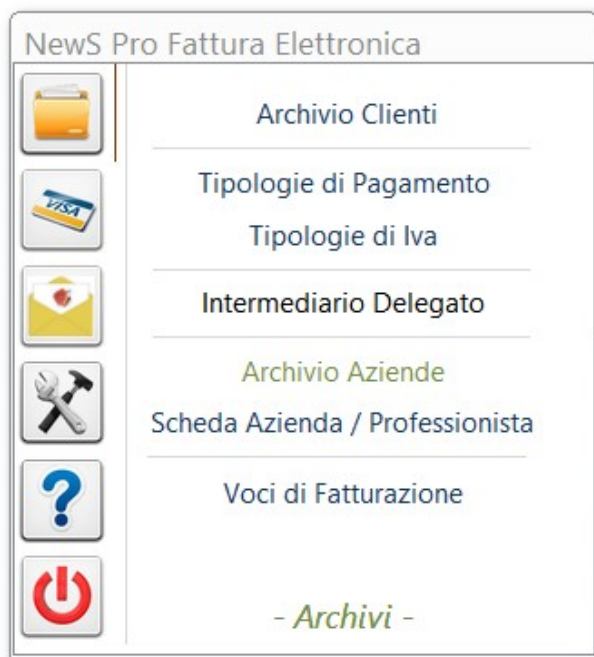 NewS Pro Fattura Elettronica
Archivio Clienti
VISA
Tipologie di Pagamento
Tipologie di Iva
Intermediario Delegato
Archivio Aziende
Scheda Azienda / Professionista
Voci di Fatturazione
- Archivi -